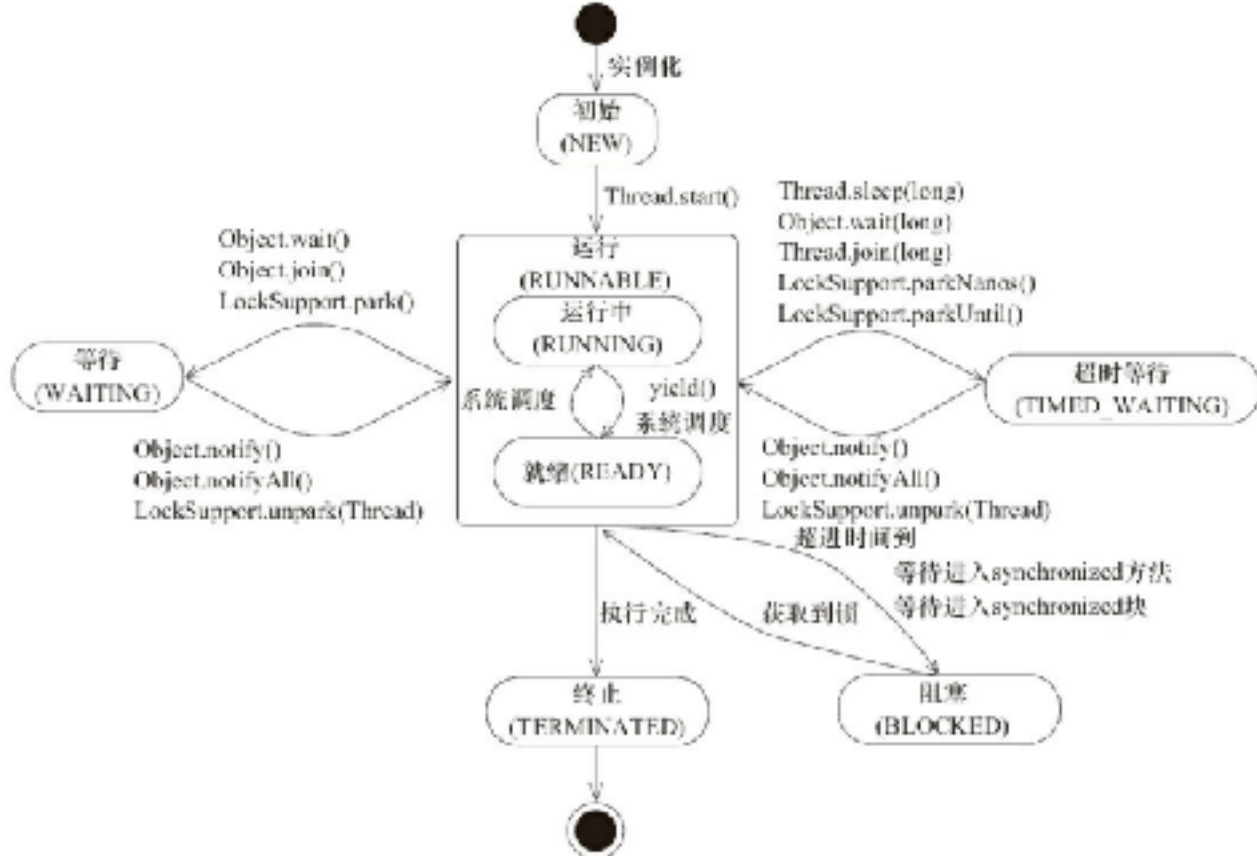 实例化
初始
(NEW)
Thread.start()
Object.wait()
Object.join()
LockSupport.park()
运行
(RUNNABLE)
运行中
(RUNNING)
系统调度
yield()
系统调度
就绪(READY)
Thread.sleep(long)
Object.wait(long)
Thread.join(long)
LockSupport.parkNanos()
LockSupport.parkUntil()
等待
(WAITING)
超时等待
(TIMED_WAITING)
Object.notify()
Object.notifyAll()
LockSupport.unpark(Thread)
Object.notify()
Object.notifyAll()
LockSupport.unpark(Thread)
超进时间到
等待进入synchronized方法
等待进入synchronized块
执行完成
获取到锁
终止
(TERMINATED)
阻塞
(BLOCKED)